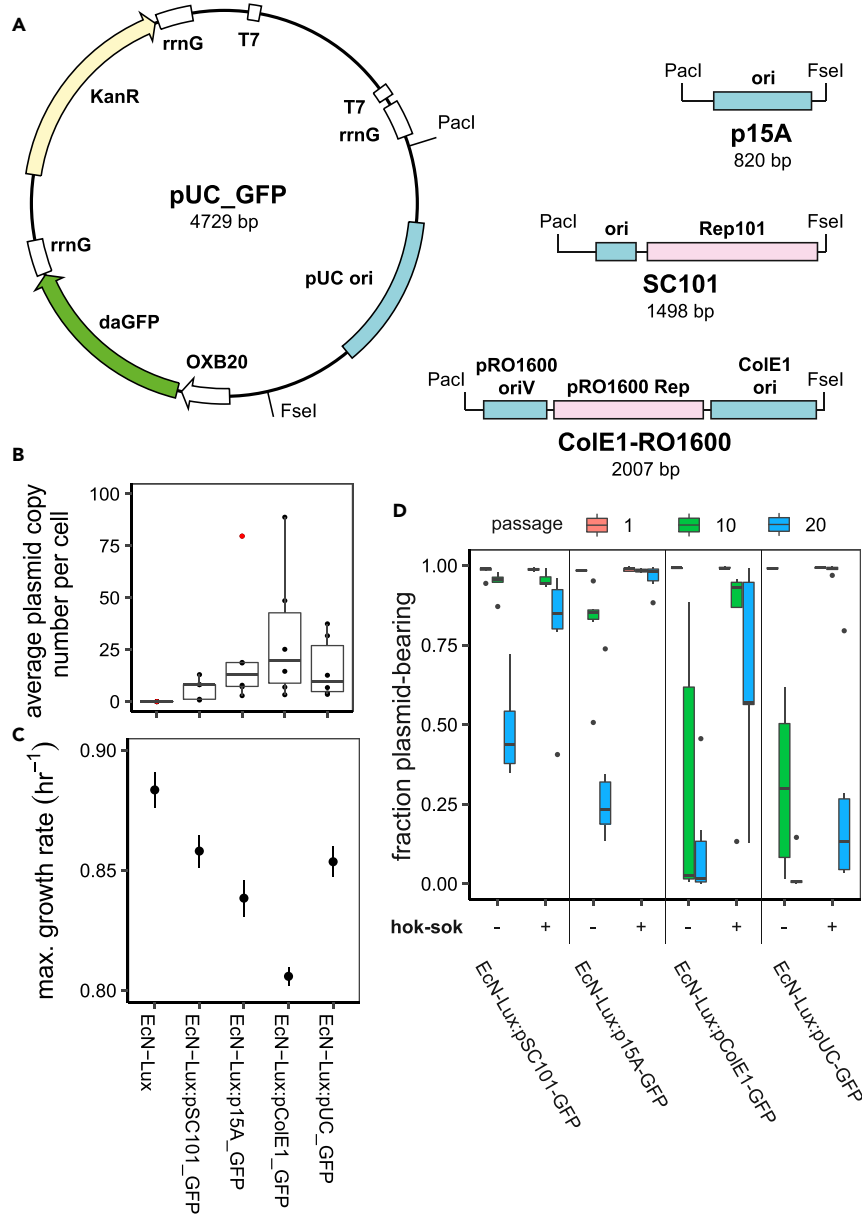 A
rrnG
T7
KanR
T7
rrnG
PacI
pUC_GFP
4729 bp
rrnG
pUC ori
daGFP
OXB20
FseI
PacI
ori
FseI
p15A
820 bp
PacI
ori
Rep101
FseI
SC101
1498 bp
PacI
pRO1600
oriV
pRO1600 Rep
ColE1
ori
FseI
ColE1-RO1600
2007 bp
B
average plasmid copy
number per cell
100
75
50
25
0
C
max. growth rate (hr⁻¹)
0.90
0.85
0.80
EcN−Lux
EcN−Lux:pSC101_GFP
EcN−Lux:p15A_GFP
EcN−Lux:pColE1_GFP
EcN−Lux:pUC_GFP
D
passage 1 10 20
fraction plasmid-bearing
1.00
0.75
0.50
0.25
0.00
hok-sok - + - + - + - +
EcN-Lux:pSC101-GFP
EcN-Lux:p15A-GFP
EcN-Lux:pColE1-GFP
EcN-Lux:pUC-GFP